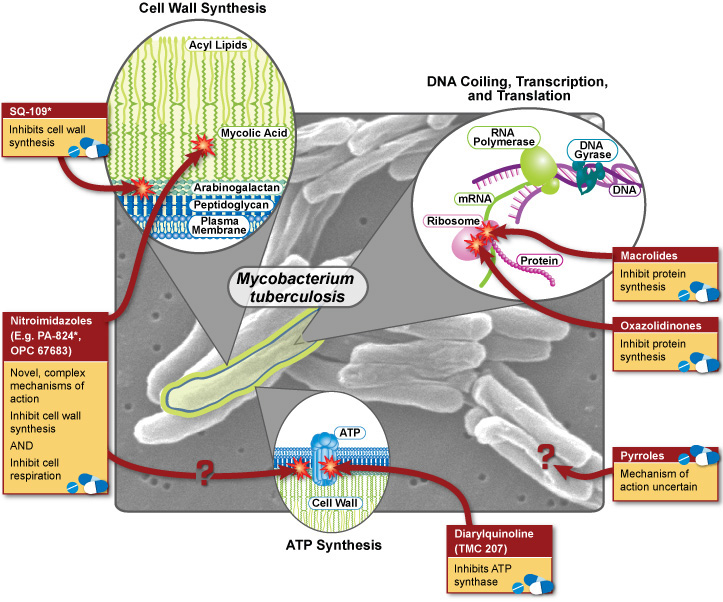 Cell Wall Synthesis
Acyl Lipids
Mycolic Acid
Arabinogalactan
Peptidoglycan
Plasma
Membrane
SQ-109*
Inhibits cell wall
synthesis
DNA Coiling, Transcription,
and Translation
RNA
Polymerase
DNA
Gyrase
DNA
mRNA
Ribosome
Protein
Macrolides
Inhibit protein
synthesis
Oxazolidinones
Inhibit protein
synthesis
Mycobacterium
tuberculosis
Nitroimidazoles
(E.g. PA-824*,
OPC 67683)
Novel, complex
mechanisms of
action
Inhibit cell wall
synthesis
AND
Inhibit cell
respiration
?
ATP
Cell Wall
ATP Synthesis
?
Pyrroles
Mechanism of
action uncertain
Diarylquinoline
(TMC 207)
Inhibits ATP
synthase